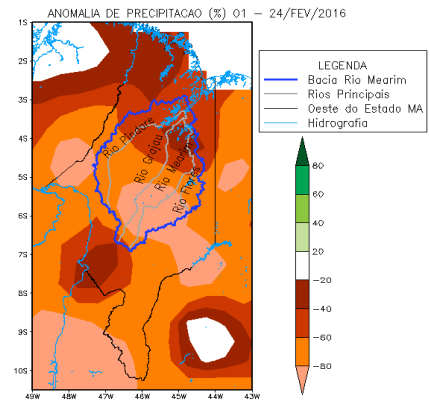 ANOMALIA DE PRECIPITACAO (%) 01 – 24/FEV/2016
1S
2S
3S
4S
5S
6S
7S
8S
9S
10S
49W 48W 47W 46W 45W 44W 43W
Rio Pindare
Rio Grajau
Rio Mearim
Rio Flores
LEGENDA
Bacia Rio Mearim
Rios Principais
Oeste do Estado MA
Hidrografia
80
60
40
20
−20
−40
−60
−80